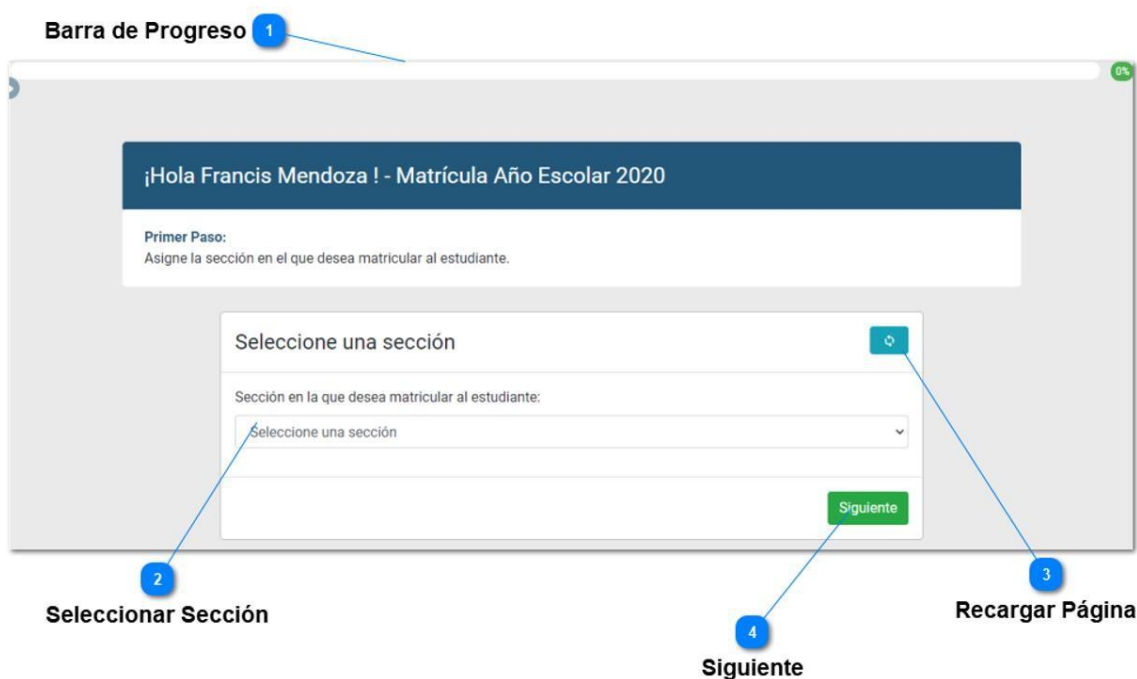 Barra de Progreso 1
0%
¡Hola Francis Mendoza ! - Matrícula Año Escolar 2020
Primer Paso:
Asigne la sección en el que desea matricular al estudiante.
Seleccione una sección
Sección en la que desea matricular al estudiante:
Seleccione una sección
Siguiente
2
Seleccionar Sección
3
Recargar Página
4
Siguiente